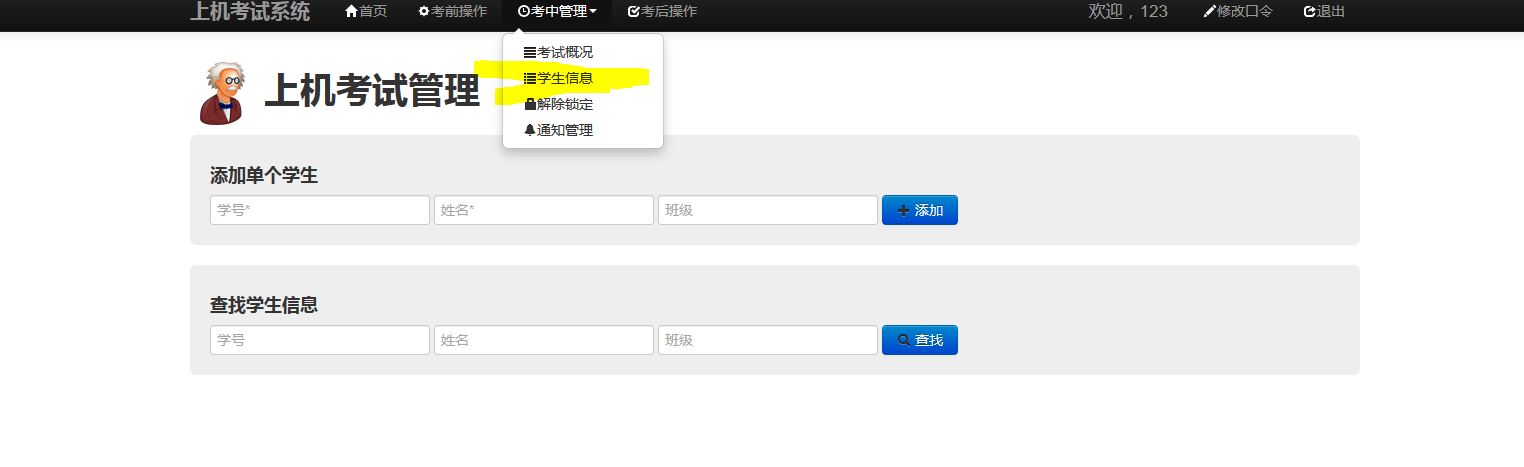 上机考试系统 首页 考前操作 考中管理 考后操作 欢迎，123 修改口令 退出
考试概况
学生信息
解除锁定
通知管理
上机考试管理
添加单个学生
学号* 姓名* 班级 添加
查找学生信息
学号 姓名 班级 查找